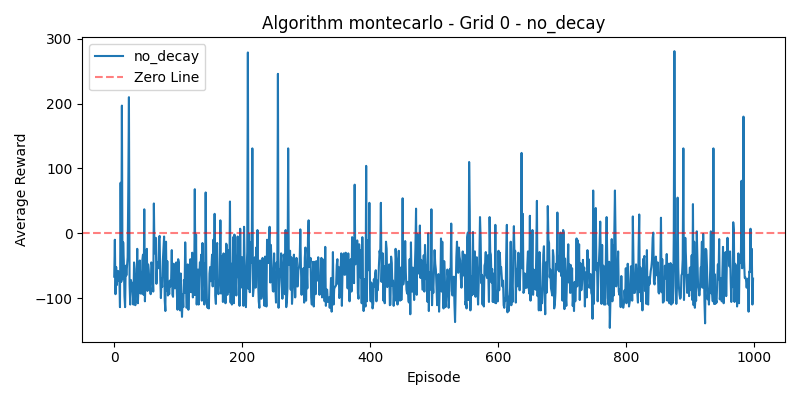 Algorithm montecarlo - Grid 0 - no_decay
no_decay
Zero Line
Average Reward
300
200
100
0
−100
0
200
400
600
800
1000
Episode